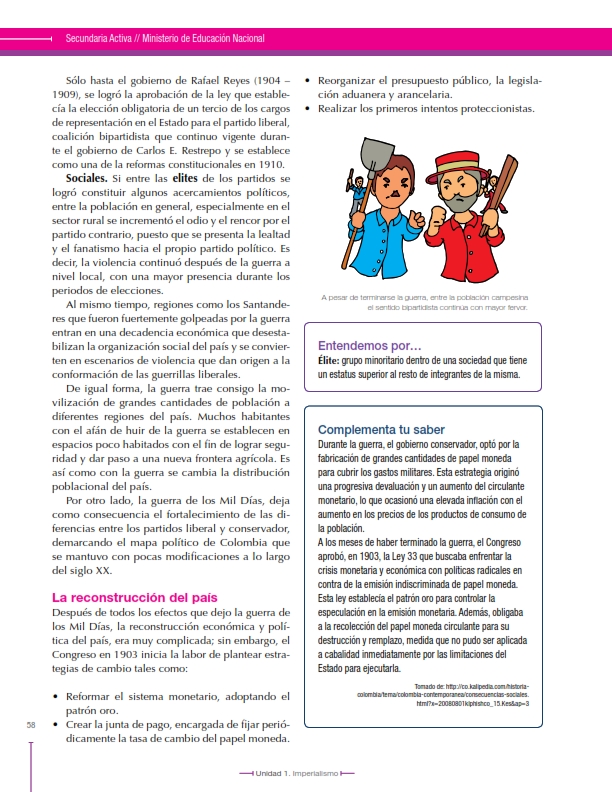 Secundaria Activa // Ministerio de Educación Nacional
Sólo hasta el gobierno de Rafael Reyes (1904 –
1909), se logró la aprobación de la ley que estable-
cía la elección obligatoria de un tercio de los cargos
de representación en el Estado para el partido liberal,
coalición bipartidista que continuo vigente duran-
te el gobierno de Carlos E. Restrepo y se establece
como una de la reformas constitucionales en 1910.
Sociales. Si entre las elites de los partidos se
logró constituir algunos acercamientos políticos,
entre la población en general, especialmente en el
sector rural se incrementó el odio y el rencor por el
partido contrario, puesto que se presenta la lealtad
y el fanatismo hacia el propio partido político. Es
decir, la violencia continuó después de la guerra a
nivel local, con una mayor presencia durante los
periodos de elecciones.
Al mismo tiempo, regiones como los Santande-
res que fueron fuertemente golpeadas por la guerra
entran en una decadencia económica que desesta-
bilizan la organización social del país y se convier-
ten en escenarios de violencia que dan origen a la
conformación de las guerrillas liberales.
De igual forma, la guerra trae consigo la mo-
vilización de grandes cantidades de población a
diferentes regiones del país. Muchos habitantes
con el afán de huir de la guerra se establecen en
espacios poco habitados con el fin de lograr segu-
ridad y dar paso a una nueva frontera agrícola. Es
así como con la guerra se cambia la distribución
poblacional del país.
Por otro lado, la guerra de los Mil Días, deja
como consecuencia el fortalecimiento de las di-
ferencias entre los partidos liberal y conservador,
demarcando el mapa político de Colombia que
se mantuvo con pocas modificaciones a lo largo
del siglo XX.
La reconstrucción del país
Después de todos los efectos que dejo la guerra de
los Mil Días, la reconstrucción económica y polí-
tica del país, era muy complicada; sin embargo, el
Congreso en 1903 inicia la labor de plantear estra-
tegias de cambio tales como:
• Reformar el sistema monetario, adoptando el
patrón oro.
• Crear la junta de pago, encargada de fijar perió-
dicamente la tasa de cambio del papel moneda.
• Reorganizar el presupuesto público, la legisla-
ción aduanera y arancelaria.
• Realizar los primeros intentos proteccionistas.
A pesar de terminarse la guerra, entre la población campesina
el sentido bipartidista continúa con mayor fervor.
Entendemos por...
Élite: grupo minoritario dentro de una sociedad que tiene
un estatus superior al resto de integrantes de la misma.
Complementa tu saber
Durante la guerra, el gobierno conservador, optó por la
fabricación de grandes cantidades de papel moneda
para cubrir los gastos militares. Esta estrategia originó
una progresiva devaluación y un aumento del circulante
monetario, lo que ocasionó una elevada inflación con el
aumento en los precios de los productos de consumo de
la población.
A los meses de haber terminado la guerra, el Congreso
aprobó, en 1903, la Ley 33 que buscaba enfrentar la
crisis monetaria y económica con políticas radicales en
contra de la emisión indiscriminada de papel moneda.
Esta ley establecía el patrón oro para controlar la
especulación en la emisión monetaria. Además, obligaba
a la recolección del papel moneda circulante para su
destrucción y remplazo, medida que no pudo ser aplicada
a cabalidad inmediatamente por las limitaciones del
Estado para ejecutarla.
Tomado de: http://co.kalipedia.com/historia-
colombia/tema/colombia-contemporanea/consecuencias-sociales.
html?x=20080801klphishco_15.Kes&ap=3
58
Unidad 1. Imperialismo